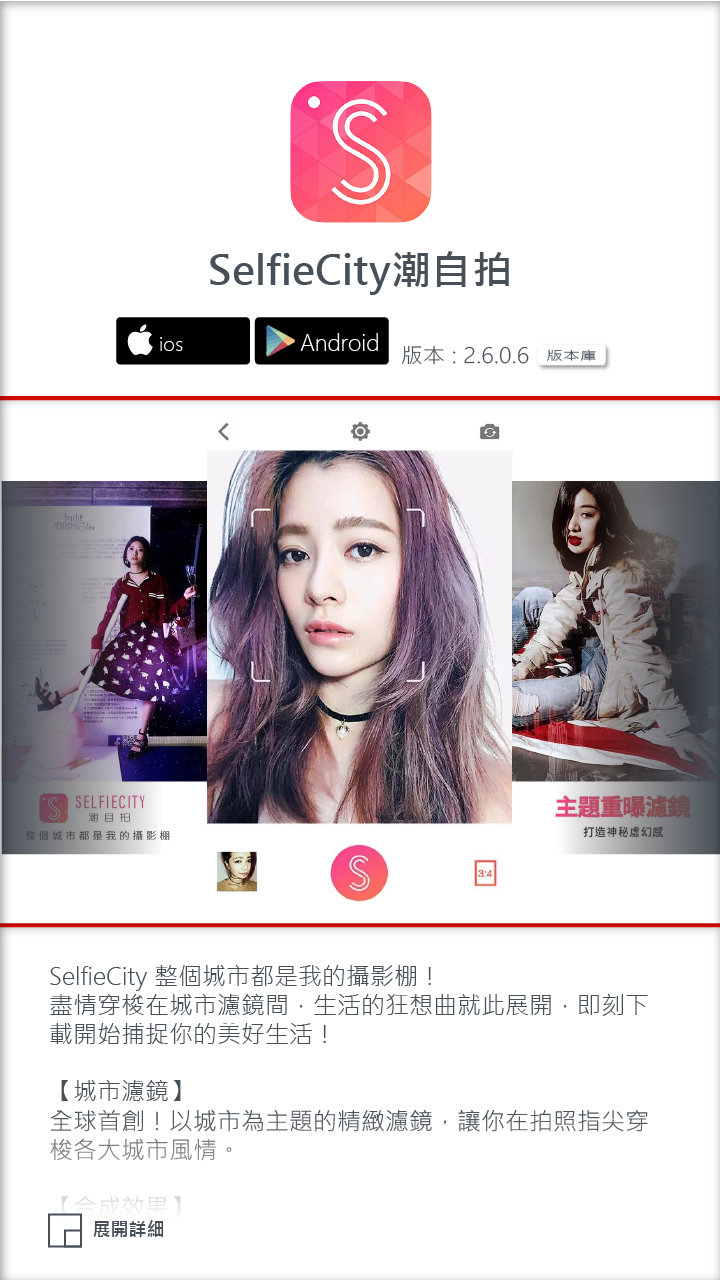 S
SelfieCity潮自拍
ios
Android
版本 : 2.6.0.6
版本庫
SELFIECITY
潮自拍
整個城市都是我的攝影棚
主題重曝濾鏡
打造神秘虛幻感
S
3:4
SelfieCity 整個城市都是我的攝影棚！
盡情穿梭在城市濾鏡間，生活的狂想曲就此展開，即刻下
載開始捕捉你的美好生活！
【城市濾鏡】
全球首創！以城市為主題的精緻濾鏡，讓你在拍照指尖穿
梭各大城市風情。
【合成效果】
展開詳細